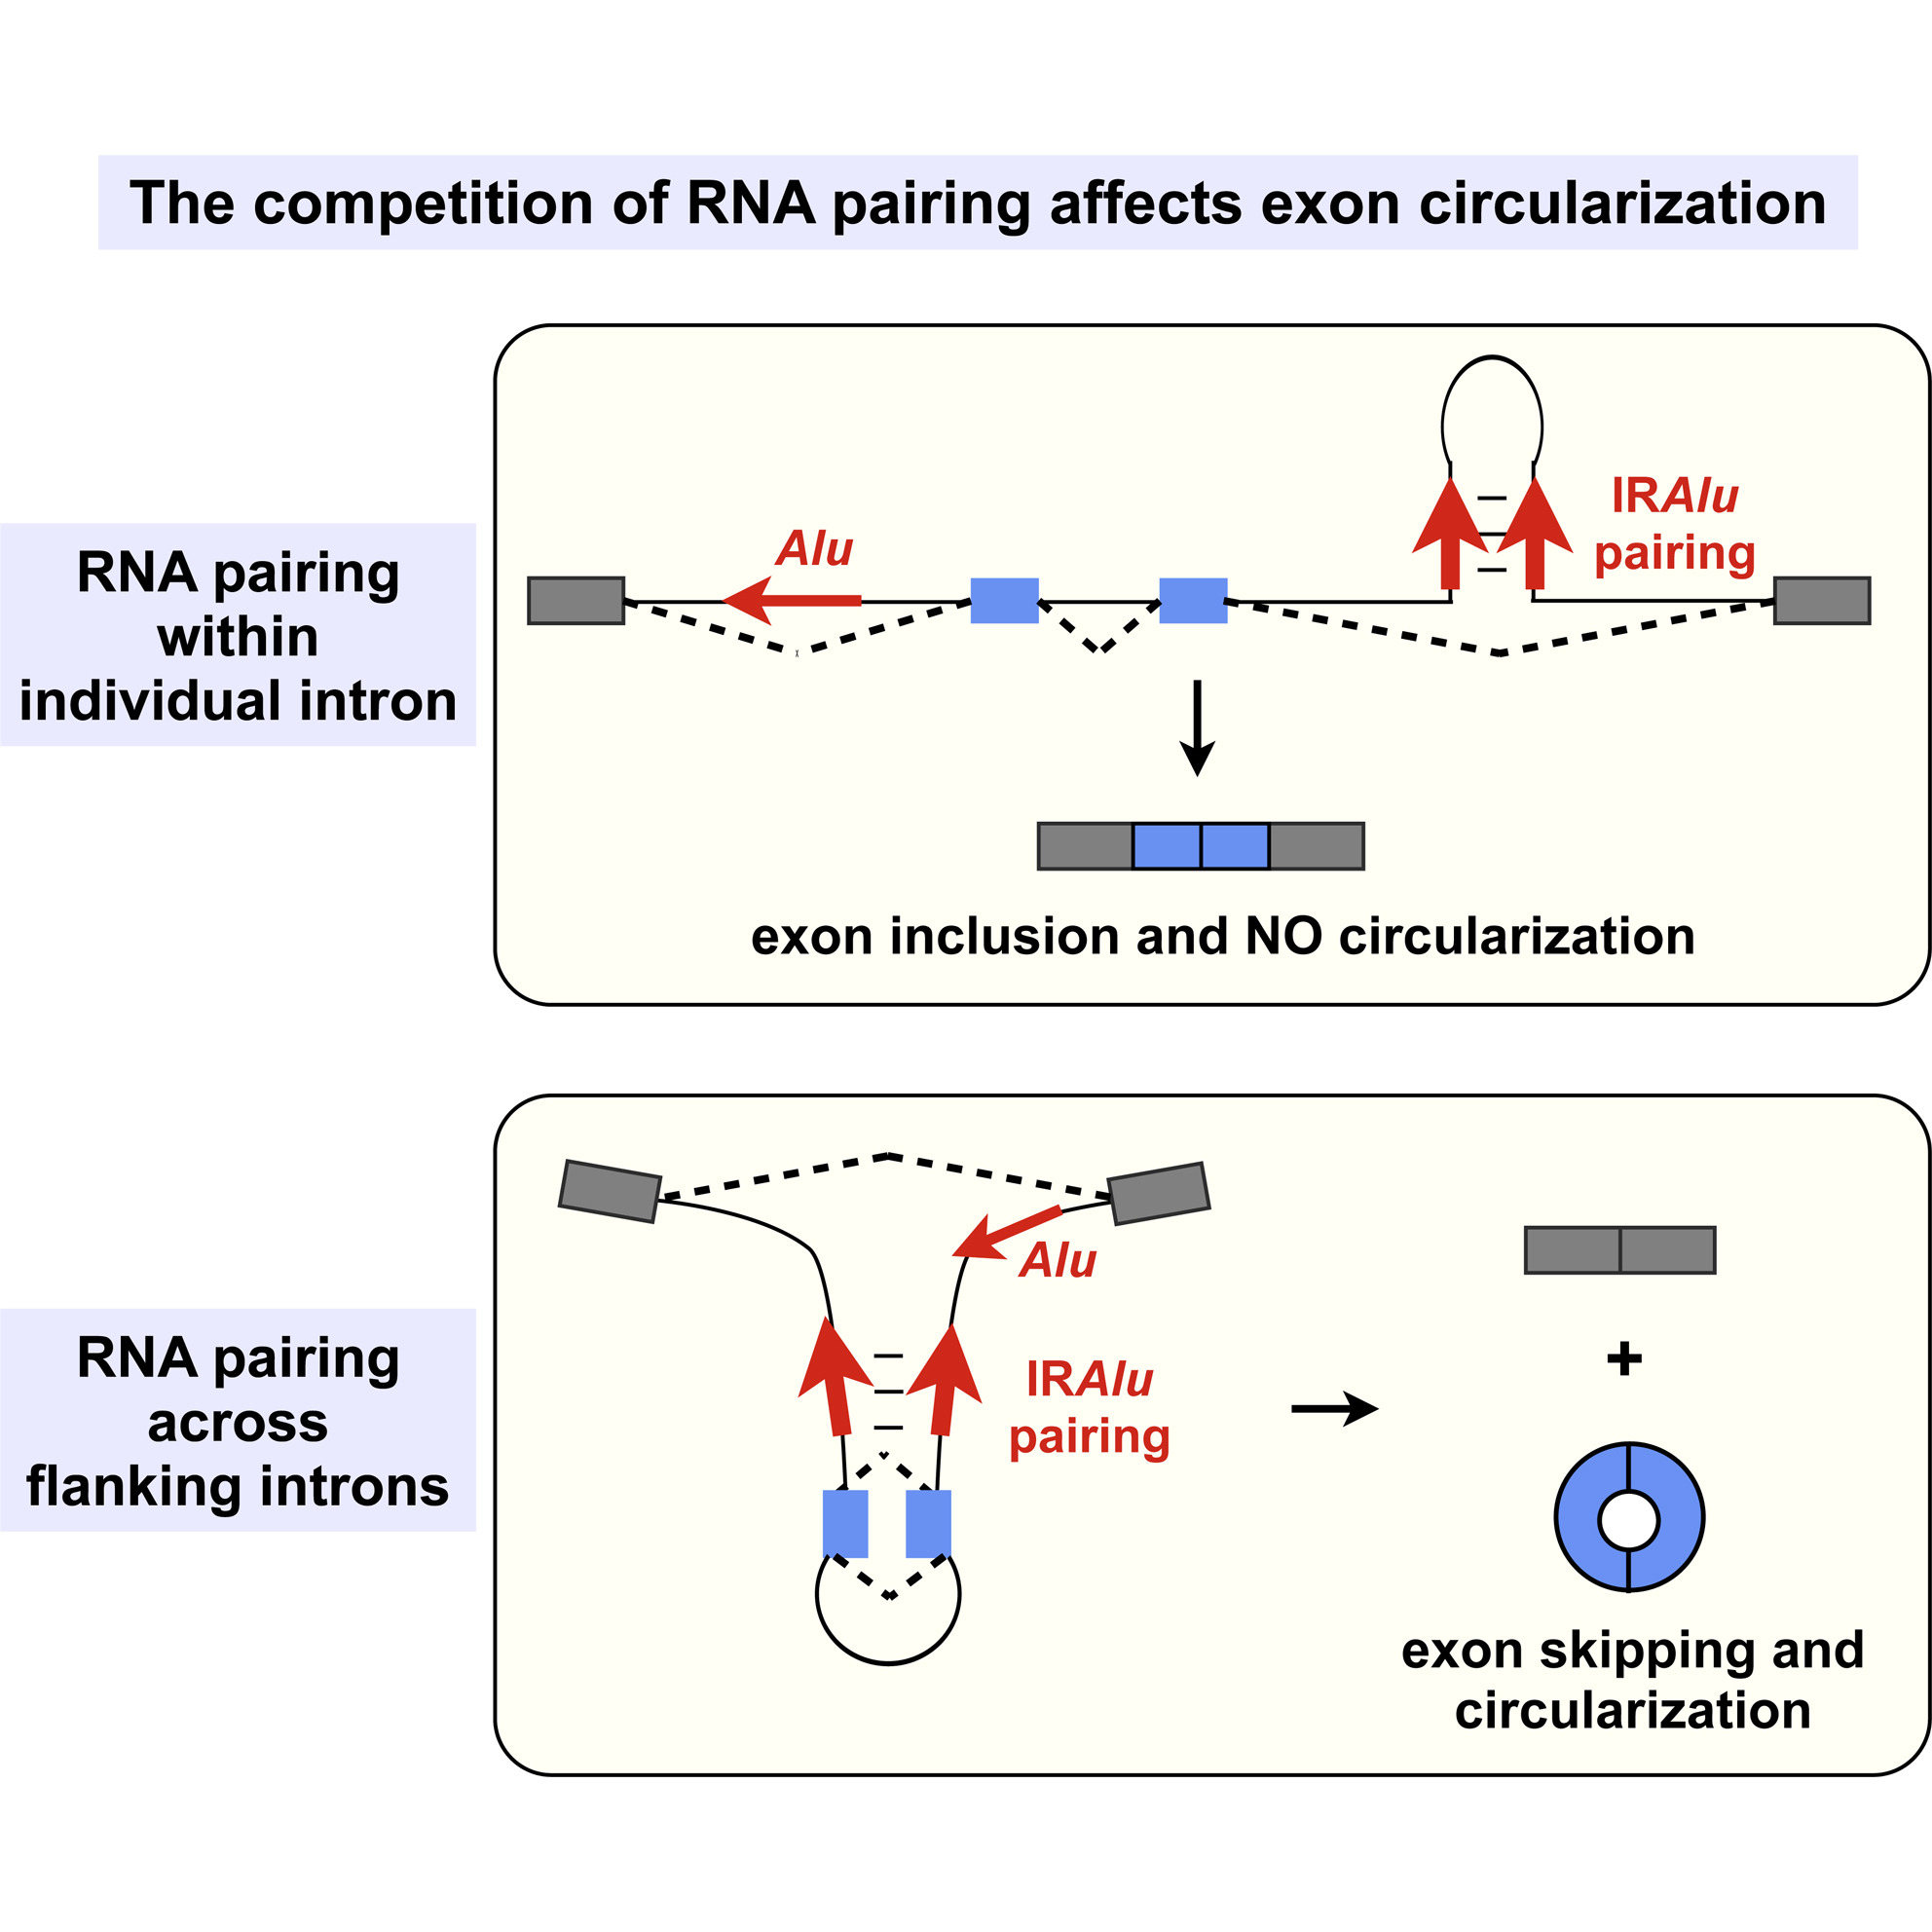 The competition of RNA pairing affects exon circularization
RNA pairing
within
individual intron
Alu
IRAlu
pairing
exon inclusion and NO circularization
RNA pairing
across
flanking introns
Alu
IRAlu
pairing
+
exon skipping and
circularization